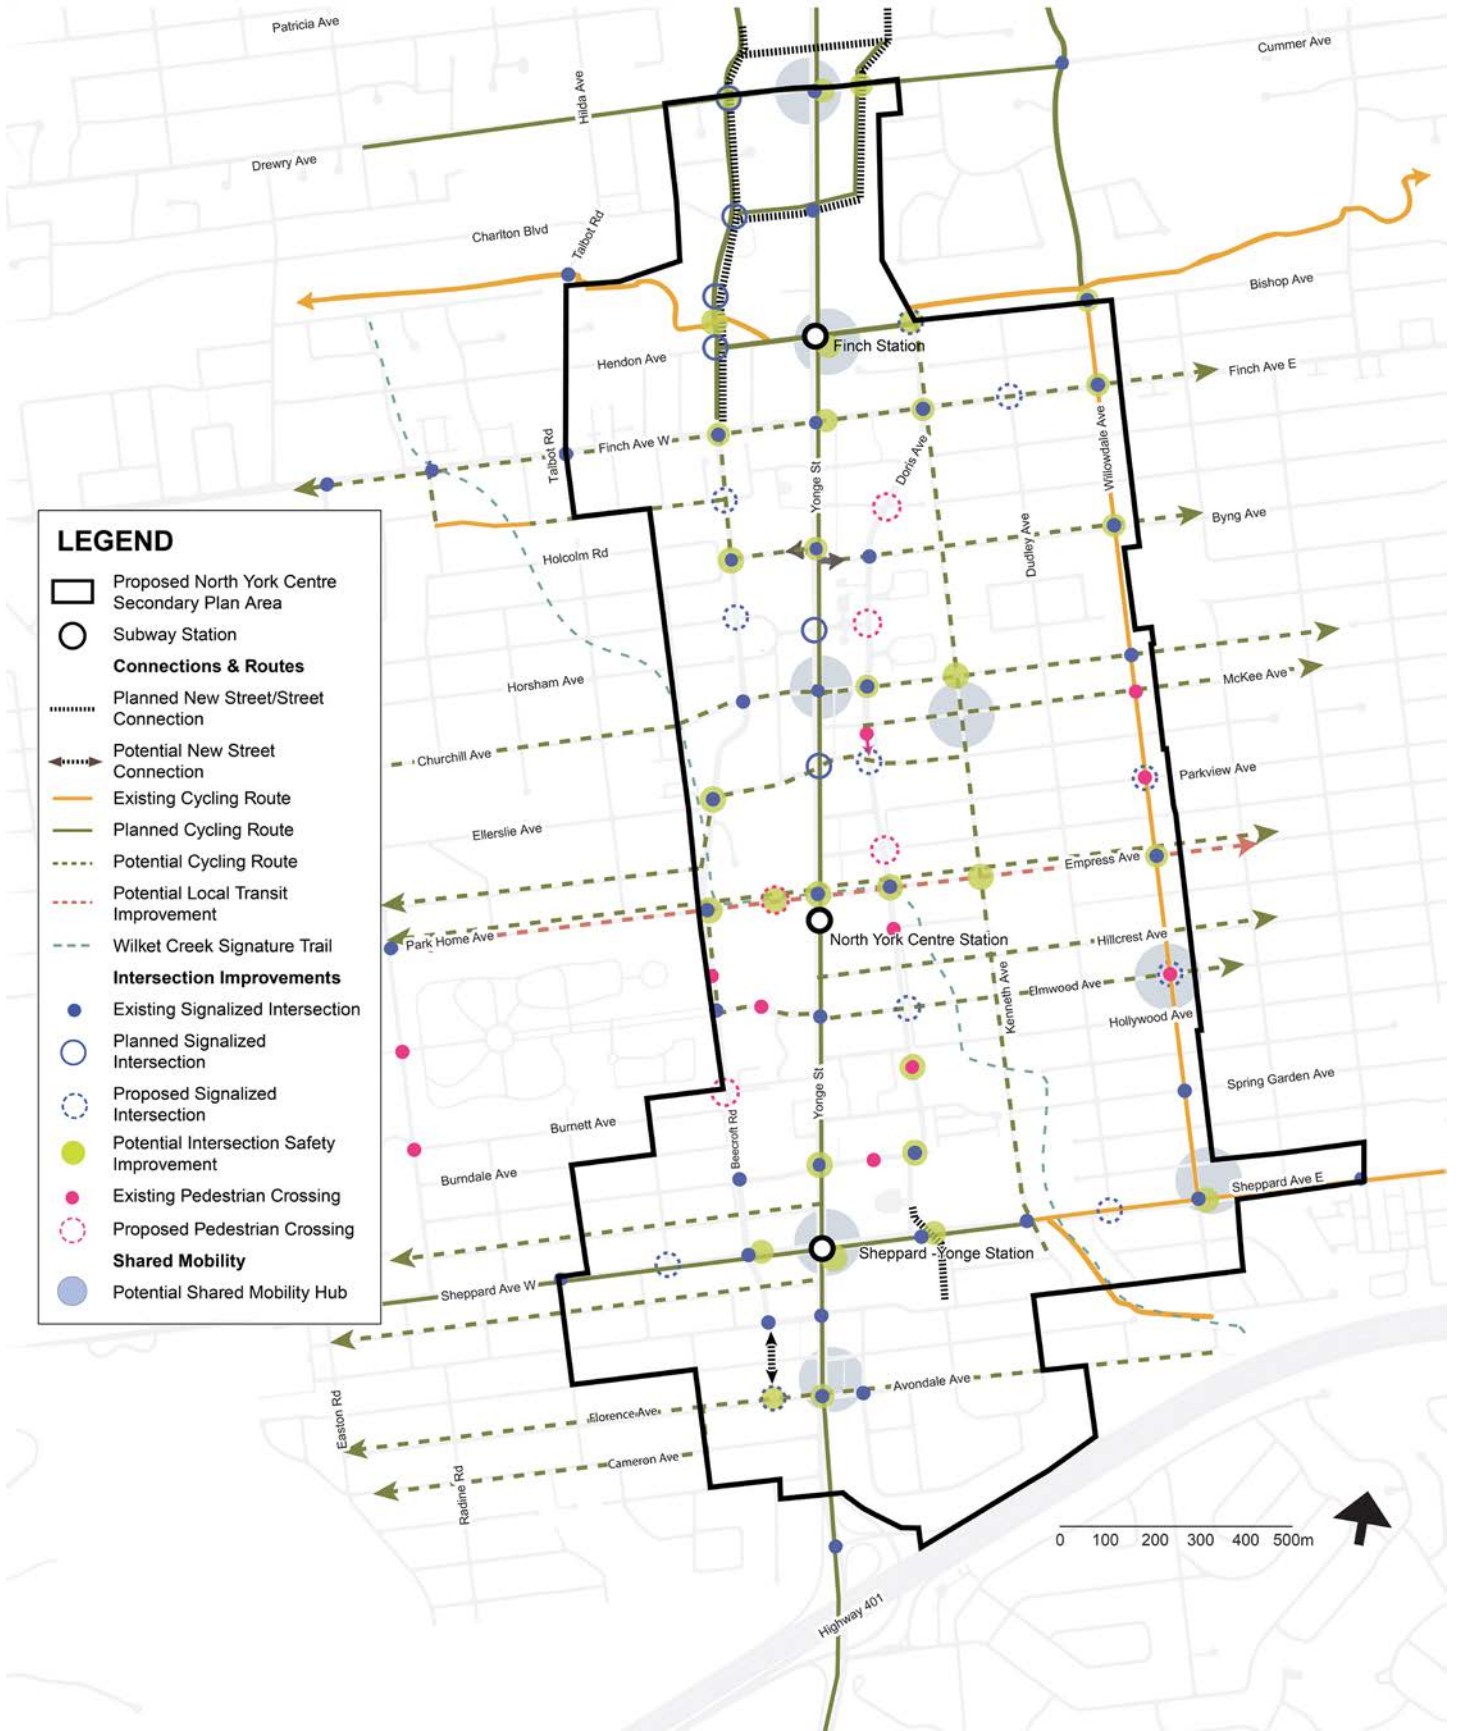 Patricia Ave
Cummer Ave
Hilda Ave
Drewry Ave
Charlton Blvd
Talbot Rd
Bishop Ave
Finch Station
Hendon Ave
Finch Ave E
Talbot Rd
Finch Ave W
Doris Ave
Willowdale Ave
Yonge St
Byng Ave
Dudley Ave
Holcolm Rd
LEGEND
Proposed North York Centre
Secondary Plan Area
Subway Station
Connections & Routes
Planned New Street/Street
Connection
Potential New Street
Connection
Existing Cycling Route
Planned Cycling Route
Potential Cycling Route
Potential Local Transit
Improvement
Wilket Creek Signature Trail
Intersection Improvements
Existing Signalized Intersection
Planned Signalized
Intersection
Proposed Signalized
Intersection
Potential Intersection Safety
Improvement
Existing Pedestrian Crossing
Proposed Pedestrian Crossing
Shared Mobility
Potential Shared Mobility Hub
Horsham Ave
McKee Ave
Churchill Ave
Parkview Ave
Ellerslie Ave
Empress Ave
Park Home Ave
North York Centre Station
Hillcrest Ave
Kenneth Ave
Elmwood Ave
Hollywood Ave
Yonge St
Spring Garden Ave
Beecroft Rd
Burnett Ave
Burndale Ave
Sheppard Ave E
Sheppard -Yonge Station
Sheppard Ave W
Avondale Ave
Easton Rd
Florence Ave
Cameron Ave
Radine Rd
0 100 200 300 400 500m
Highway 401